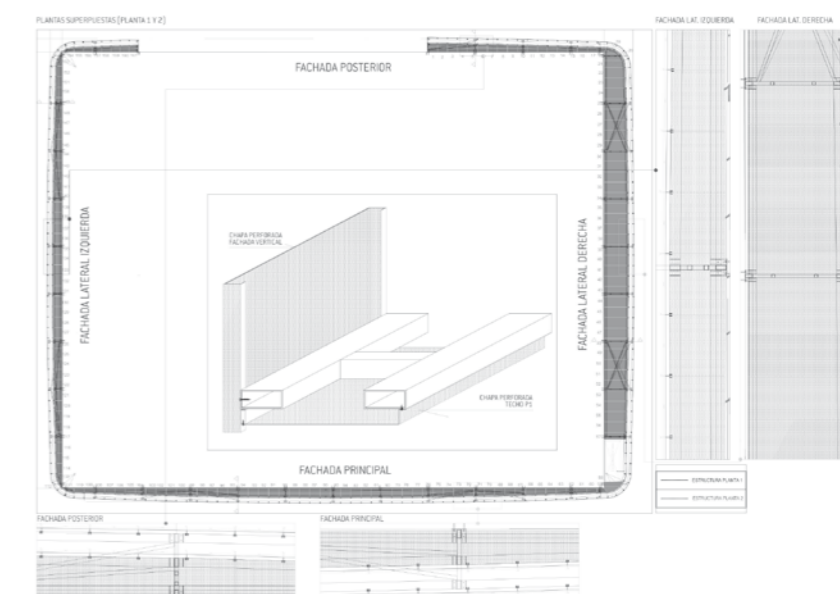 PLANTAS SUPERPUESTAS (PLANTA 1 Y 2)
FACHADA LAT. IZQUIERDA
FACHADA LAT. DERECHA
FACHADA POSTERIOR
FACHADA LATERAL IZQUIERDA
CHAPA PERFORADA
FACHADA VERTICAL
FACHADA LATERAL DERECHA
CHAPA PERFORADA
TECHO P1
FACHADA PRINCIPAL
ESTRUCTURA PLANTA 1
ESTRUCTURA PLANTA 2
FACHADA POSTERIOR
FACHADA PRINCIPAL